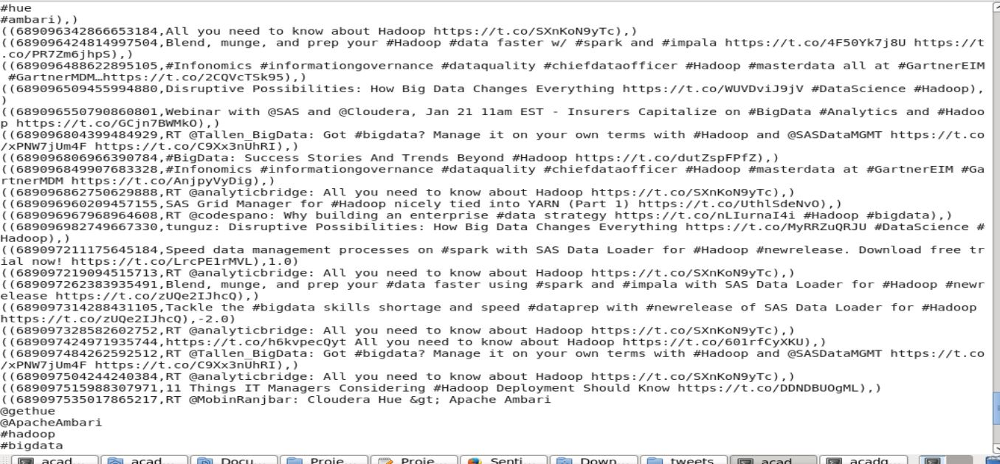 #hue
#ambari),)
((689096342866653184,All you need to know about Hadoop https://t.co/SXnKoN9yTc),)
((689096424814997504,Blend, munge, and prep your #Hadoop #data faster w/ #spark and #impala https://t.co/4F50Yk7j8U https://t
.co/PR7Zm6jhpS),)
((689096488622895105,#Infonomics #informationgovernance #dataquality #chiefdataofficer #Hadoop #masterdata all at #GartnerEIM
 #GartnerMDM…https://t.co/2CQVcTSk95),)
((689096509455994880,Disruptive Possibilities: How Big Data Changes Everything https://t.co/WUVDviJ9jV #DataScience #Hadoop),
)
((689096550790860801,Webinar with @SAS and @Cloudera, Jan 21 11am EST - Insurers Capitalize on #BigData #Analytics and #Hadoo
p https://t.co/GCjn7BWMkO),)
((689096804399484929,RT @Tallen_BigData: Got #bigdata? Manage it on your own terms with #Hadoop and @SASDataMGMT https://t.co
/xPNW7jUm4F https://t.co/C9Xx3nUhRI),)
((689096806966390784,#BigData: Success Stories And Trends Beyond #Hadoop https://t.co/dutZspFPfZ),)
((689096849907683328,#Infonomics #informationgovernance #dataquality #chiefdataofficer #Hadoop #masterdata at #GartnerEIM #Ga
rtnerMDM https://t.co/AnjpyVyDig),)
((689096862750629888,RT @analyticbridge: All you need to know about Hadoop https://t.co/SXnKoN9yTc),)
((689096960209457155,SAS Grid Manager for #Hadoop nicely tied into YARN (Part 1) https://t.co/UthlSdeNvO),)
((689096967968964608,RT @codespano: Why building an enterprise #data strategy https://t.co/nLIurnaI4i #Hadoop #bigdata),)
((689096982749667330,tunguz: Disruptive Possibilities: How Big Data Changes Everything https://t.co/MyRRZuQRJU #DataScience #
Hadoop),)
((689097211175645184,Speed data management processes on #spark with SAS Data Loader for #Hadoop #newrelease. Download free tr
ial now! https://t.co/LrcPE1rMVL),1.0)
((689097219094515713,RT @analyticbridge: All you need to know about Hadoop https://t.co/SXnKoN9yTc),)
((689097262383935491,Blend, munge, and prep your #data faster using #spark and #impala with SAS Data Loader for #Hadoop #newr
elease https://t.co/zUQe2IJhcQ),)
((689097314288431105,Tackle the #bigdata skills shortage and speed #dataprep with #newrelease of SAS Data Loader for #Hadoop
https://t.co/zUQe2IJhcQ),-2.0)
((689097328582602752,RT @analyticbridge: All you need to know about Hadoop https://t.co/SXnKoN9yTc),)
((689097424971935744,https://t.co/h6kvpecQyt All you need to know about Hadoop https://t.co/601rfCyXKU),)
((689097484262592512,RT @Tallen_BigData: Got #bigdata? Manage it on your own terms with #Hadoop and @SASDataMGMT https://t.co
/xPNW7jUm4F https://t.co/C9Xx3nUhRI),)
((689097504244240384,RT @analyticbridge: All you need to know about Hadoop https://t.co/SXnKoN9yTc),)
((689097515988307971,11 Things IT Managers Considering #Hadoop Deployment Should Know https://t.co/DDNDBUOgML),)
((689097535017865217,RT @MobinRanjbar: Cloudera Hue &gt; Apache Ambari
@gethue
@ApacheAmbari
#hadoop
#bigdata
acad... acad... Docu... Proje... Proje... Senti... Down... tweets acad... acadg...